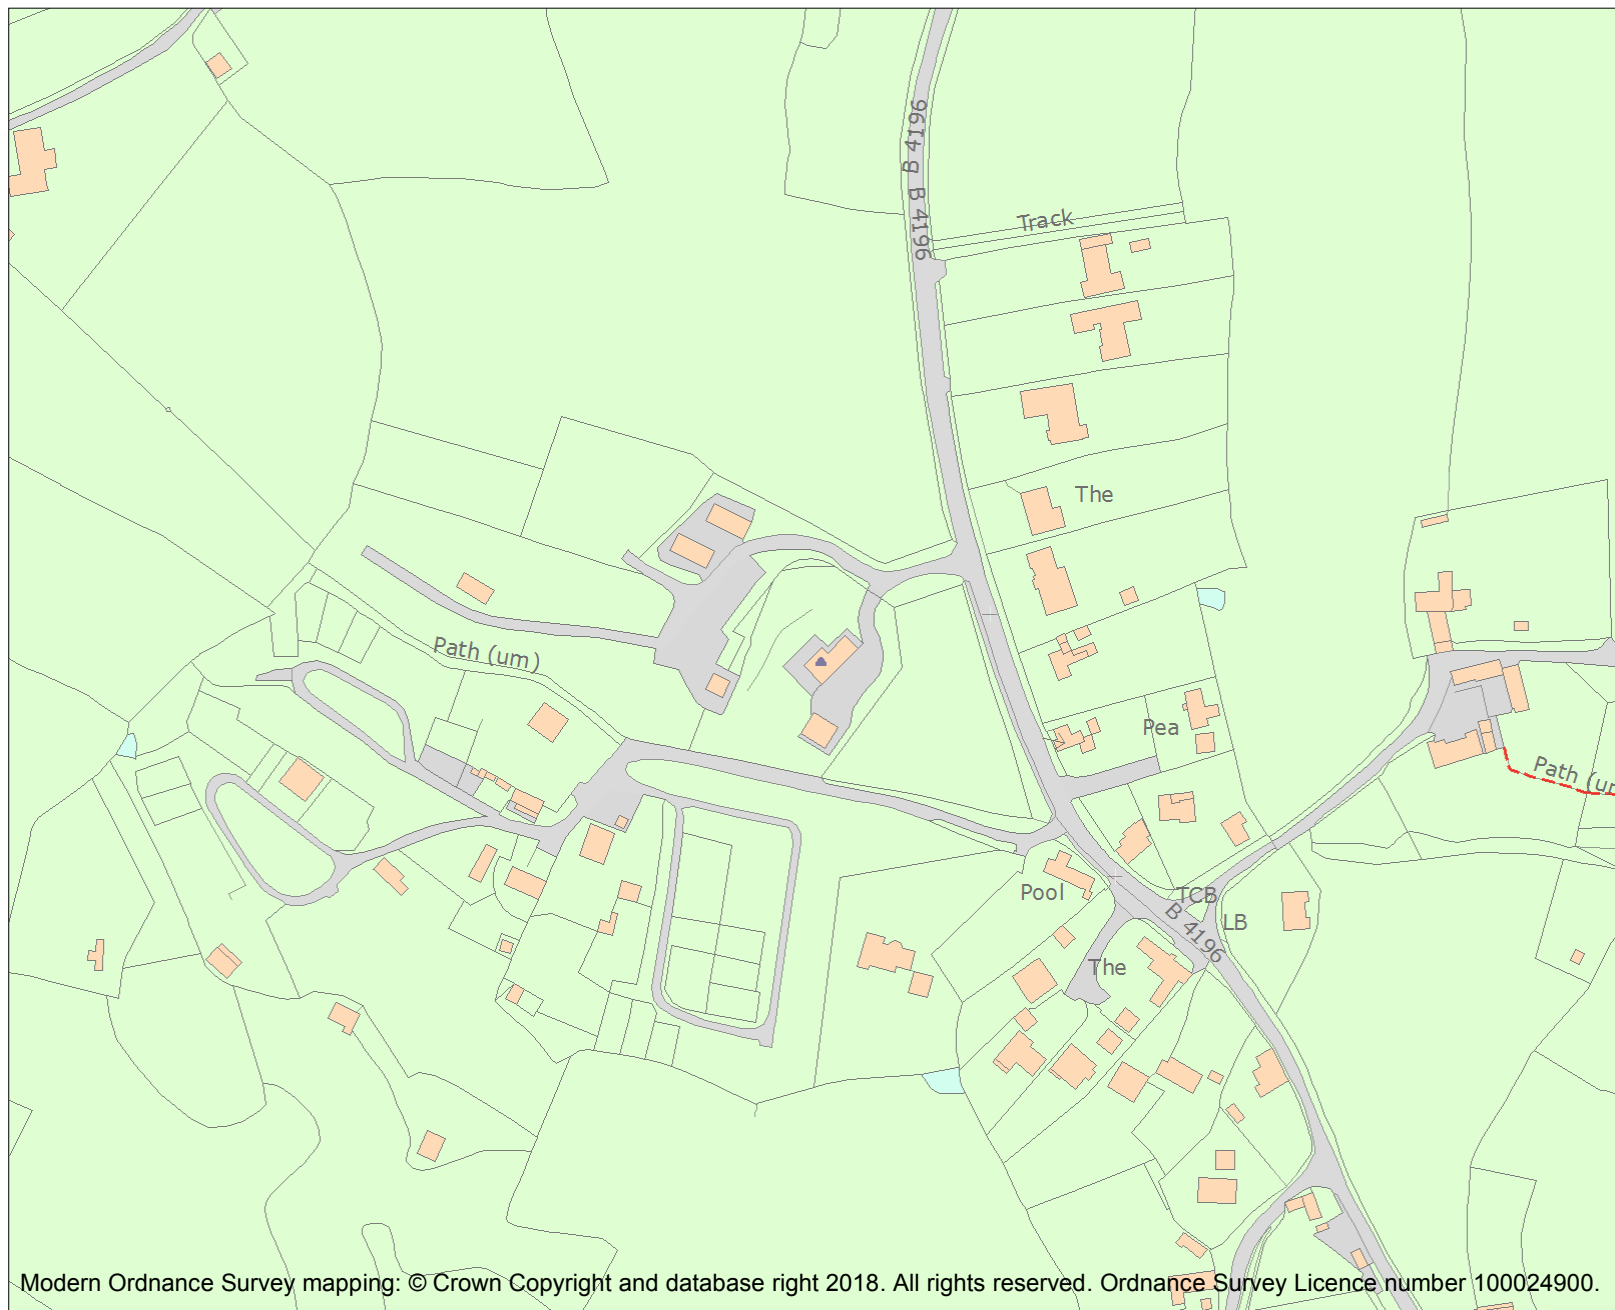 B 4196
B 4196
Track
The
Path (um)
Pea
Path (um
Pool
TCB
LB
B 4196
The
Modern Ordnance Survey mapping: © Crown Copyright and database right 2018. All rights reserved. Ordnance Survey Licence number 100024900.